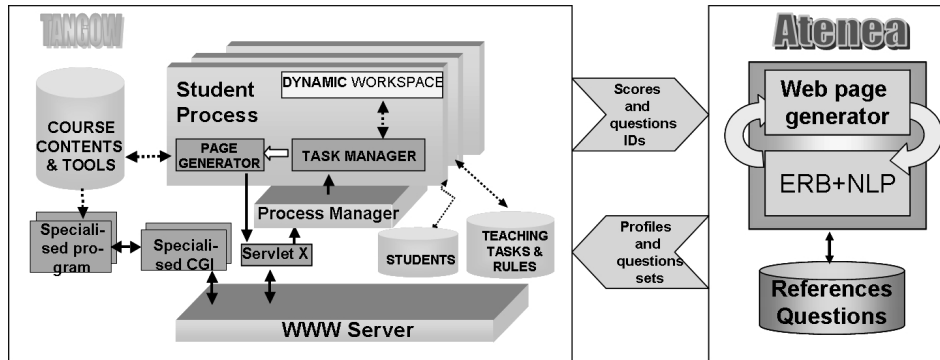 TANGOW
Atenea
DYNAMIC WORKSPACE
Student
Process
COURSE
CONTENTS
& TOOLS
PAGE
GENERATOR
TASK MANAGER
Process Manager
Speciali-
sed pro-
gram
Speciali-
sed CGI
Servlet X
STUDENTS
TEACHING
TASKS &
RULES
WWW Server
Scores
and
questions
IDs
Profiles and
questions
sets
Web page
generator
ERB+NLP
References
Questions